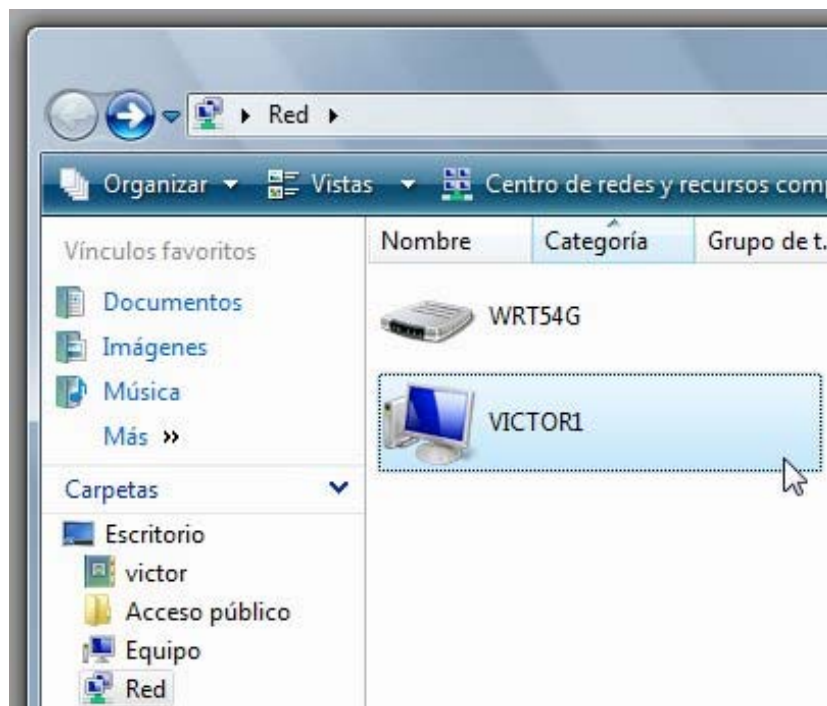 Red
Organizar Vistas Centro de redes y recursos com
Vínculos favoritos
Documentos
Imágenes
Música
Más »
Carpetas
Escritorio
victor
Acceso público
Equipo
Red
Nombre Categoría Grupo de t.
WRT54G
VICTOR1